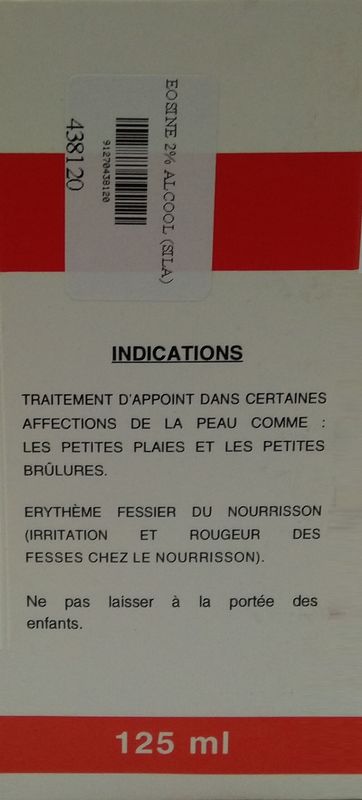 EOSINE 2% ALCOOL (SILA)
91270438120
438120
INDICATIONS
TRAITEMENT D'APPOINT DANS CERTAINES
AFFECTIONS DE LA PEAU COMME :
LES PETITES PLAIES ET LES PETITES
BRÛLURES.
ERYTHÈME FESSIER DU NOURRISSON
(IRRITATION ET ROUGEUR DES
FESSES CHEZ LE NOURRISSON).
Ne pas laisser à la portée des
enfants.
125 ml